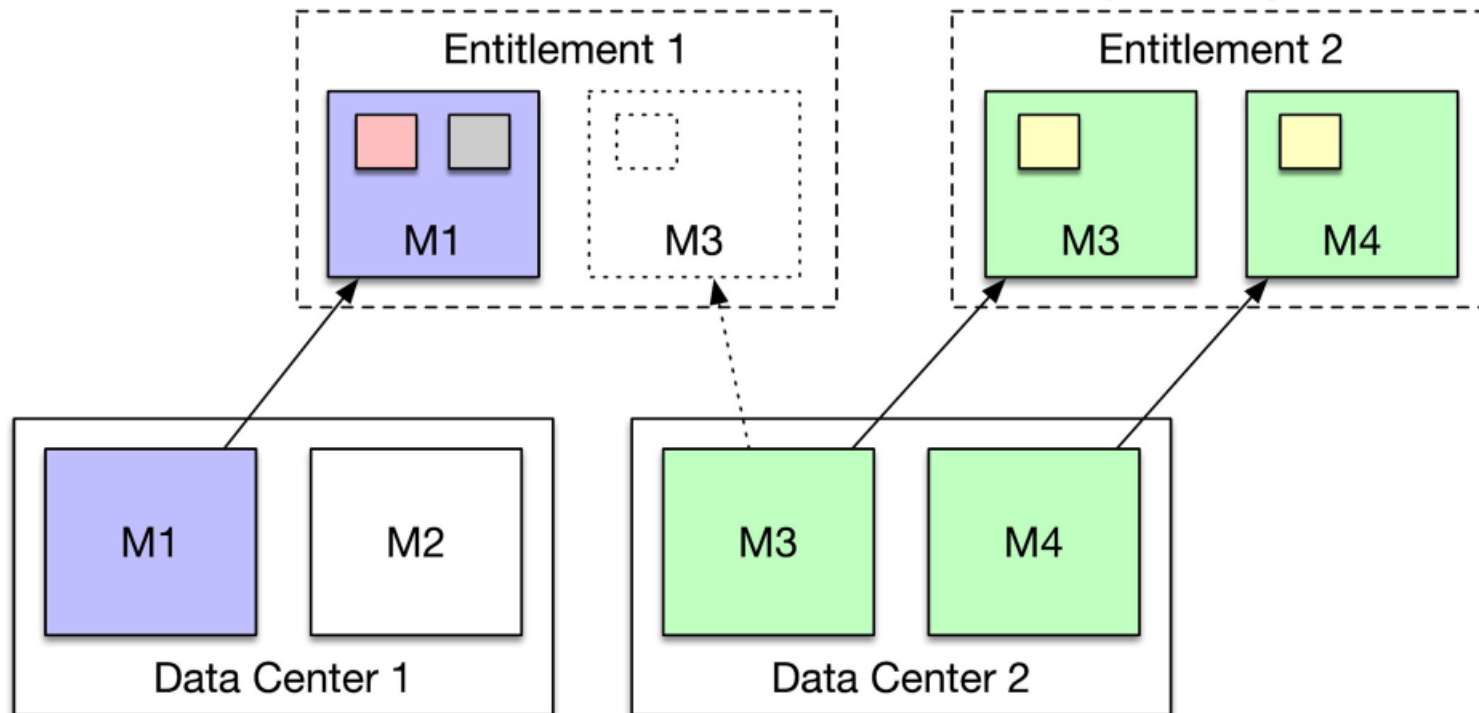 Entitlement 1
Entitlement 2
M1
M3
M3
M4
M1
M2
M3
M4
Data Center 1
Data Center 2